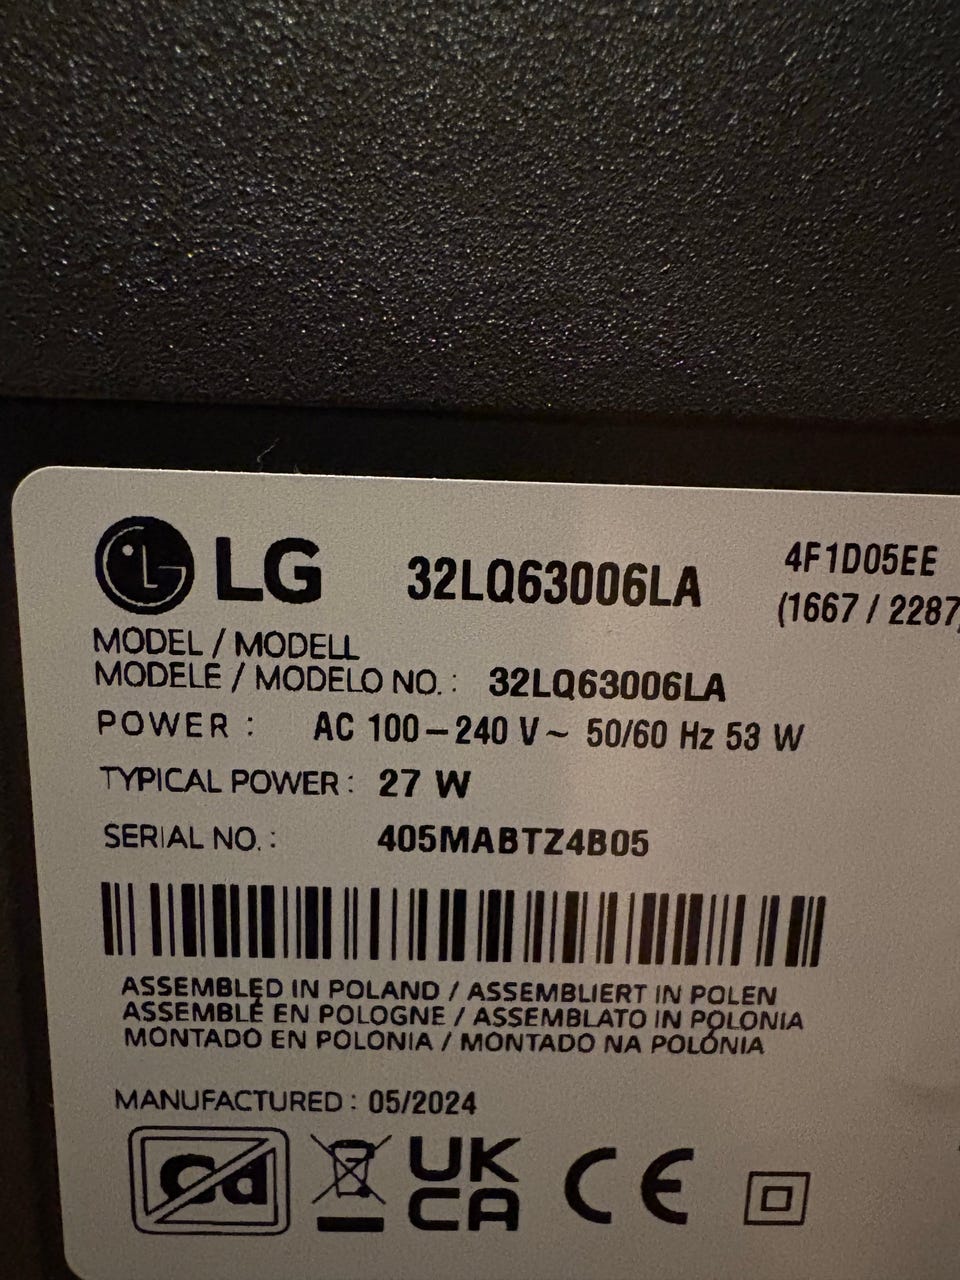 LG 32LQ63006LA 4F1D05EE
(1667 / 2287)
MODEL / MODELL
MODELE / MODELO NO. : 32LQ63006LA
POWER : AC 100–240 V~ 50/60 Hz 53 W
TYPICAL POWER : 27 W
SERIAL NO. : 405MABTZ4B05
ASSEMBLED IN POLAND / ASSEMBLIERT IN POLEN
ASSEMBLÉ EN POLOGNE / ASSEMBLATO IN POLONIA
MONTADO EN POLONIA / MONTADO NA POLÓNIA
MANUFACTURED : 05/2024
Cd UK CE
CA